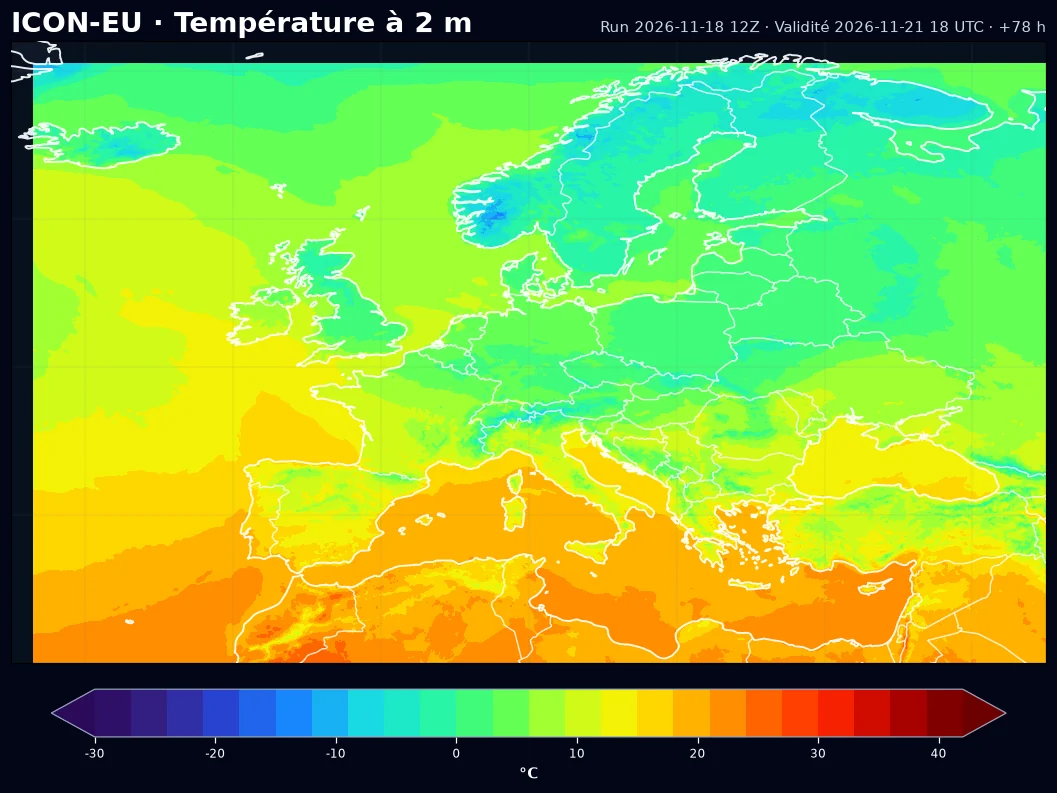 ICON-EU · Température à 2 m
Run 2026-11-18 12Z · Validité 2026-11-21 18 UTC · +78 h
-30 -20 -10 0 10 20 30 40
°C